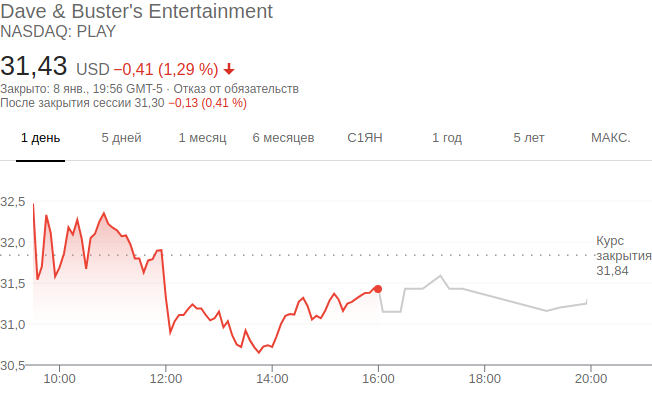 Dave & Buster's Entertainment
NASDAQ: PLAY
31,43 USD −0,41 (1,29 %)
Закрыто: 8 янв., 19:56 GMT-5 · Отказ от обязательств
После закрытия сессии 31,30 −0,13 (0,41 %)
1 день 5 дней 1 месяц 6 месяцев С1ЯН 1 год 5 лет МАКС.
32,5
32,0
Курс
закрытия
31,84
31,5
31,0
30,5
10:00 12:00 14:00 16:00 18:00 20:00